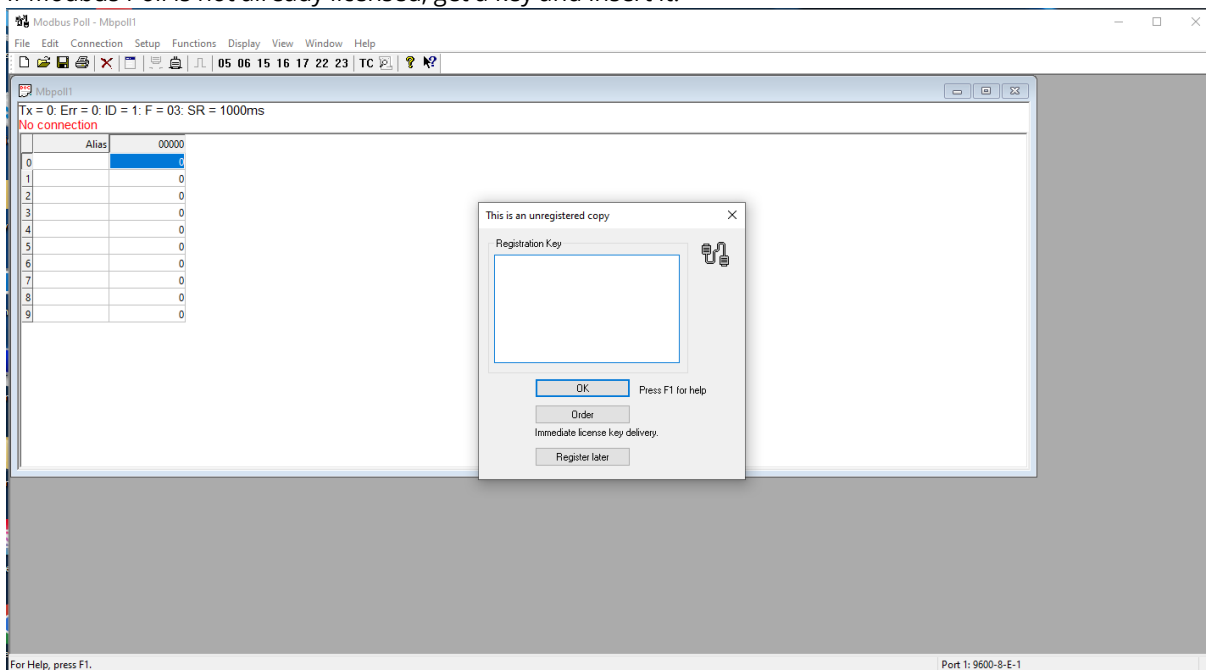 If Modbus Poll is not already licensed, get a key and insert it.
Modbus Poll - Mbpoll1
File Edit Connection Setup Functions Display View Window Help
05 06 15 16 17 22 23 TC
Mbpoll1
Tx = 0: Err = 0: ID = 1: F = 03: SR = 1000ms
No connection
Alias 00000
0 0
1 0
2 0
3 0
4 0
5 0
6 0
7 0
8 0
9 0
This is an unregistered copy
Registration Key
OK Press F1 for help
Order
Immediate license key delivery.
Register later
For Help, press F1. Port 1: 9600-8-E-1